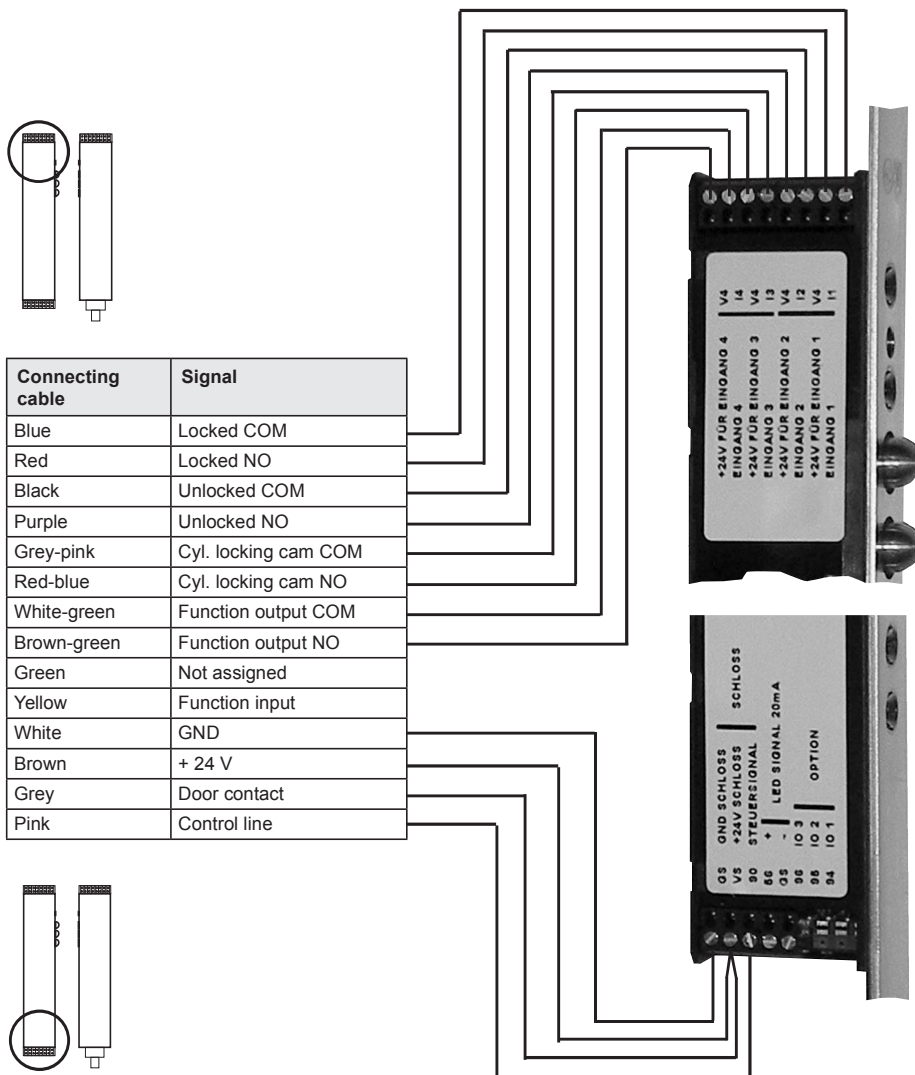 +24V FÜR EINGANG 4 V4
EINGANG 4 I4
+24V FÜR EINGANG 3 V4
EINGANG 3 I3
+24V FÜR EINGANG 2 V4
EINGANG 2 I2
+24V FÜR EINGANG 1 V4
EINGANG 1 I1
Connecting cable Signal
Blue Locked COM
Red Locked NO
Black Unlocked COM
Purple Unlocked NO
Grey-pink Cyl. locking cam COM
Red-blue Cyl. locking cam NO
White-green Function output COM
Brown-green Function output NO
Green Not assigned
Yellow Function input
White GND
Brown + 24 V
Grey Door contact
Pink Control line
GS GND SCHLOSS
VS +24V SCHLOSS
90 STEUERSIGNAL
SCHLOSS
56 +
GS -
LED SIGNAL 20mA
96 IO 3
95 IO 2
94 IO 1
OPTION